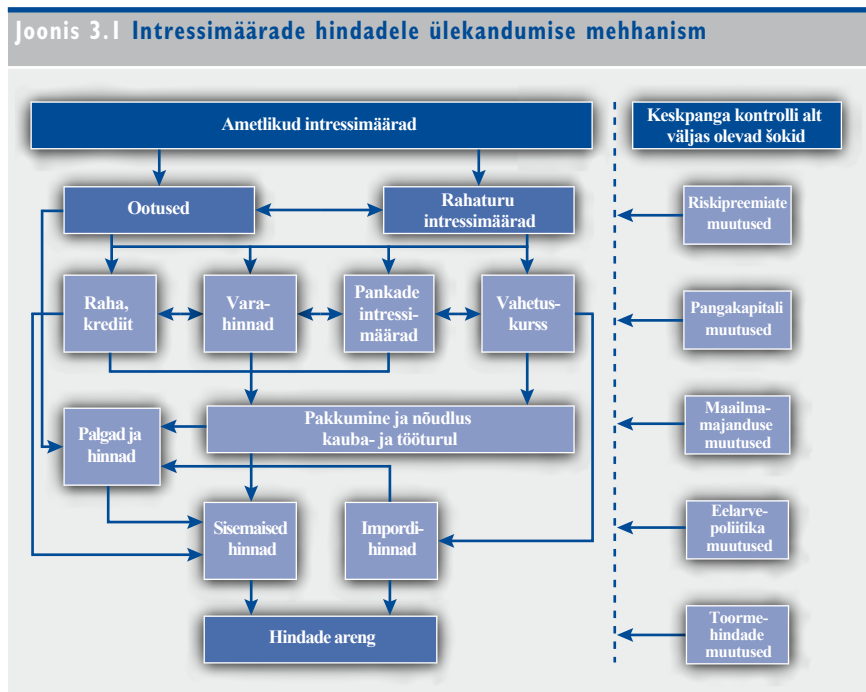 Joonis 3.1 Intressimäärade hindadele ülekandumise mehhanism
Ametlikud intressimäärad
Keskpanga kontrolli alt
väljas olevad šokid
Ootused
Rahaturu
intressimäärad
Riskipreemiate
muutused
Raha,
krediit
Vara-
hinnad
Pankade
intressi-
määrad
Vahetus-
kurss
Pangakapitali
muutused
Palgad ja
hinnad
Pakkumine ja nõudlus
kauba- ja tööturul
Maailma-
majanduse
muutused
Sisemaised
hinnad
Impordi-
hinnad
Eelarve-
poliitika
muutused
Hindade areng
Toorme-
hindade
muutused